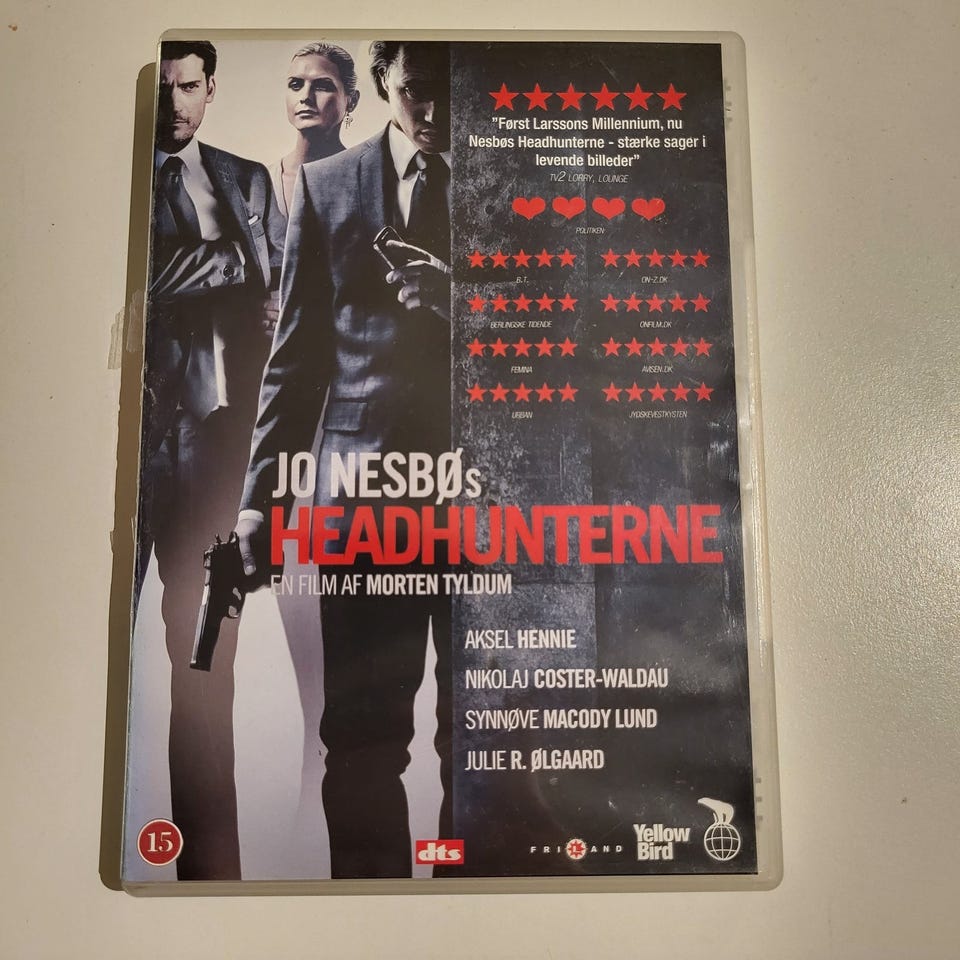 "Først Larssons Millennium, nu
Nesbøs Headhunterne - stærke sager i
levende billeder"
TV2 LORRY, LOUNGE
POLITIKEN
B.T.
ON-Z.DK
BERLINGSKE TIDENDE
ONFILM.DK
FEMINA
AVISEN.DK
URBAN
JYDSKEVESTKYSTEN
JO NESBØs
HEADHUNTERNE
EN FILM AF MORTEN TYLDUM
AKSEL HENNIE
NIKOLAJ COSTER-WALDAU
SYNNØVE MACODY LUND
JULIE R. ØLGAARD
15
dts
FRILAND
Yellow
Bird